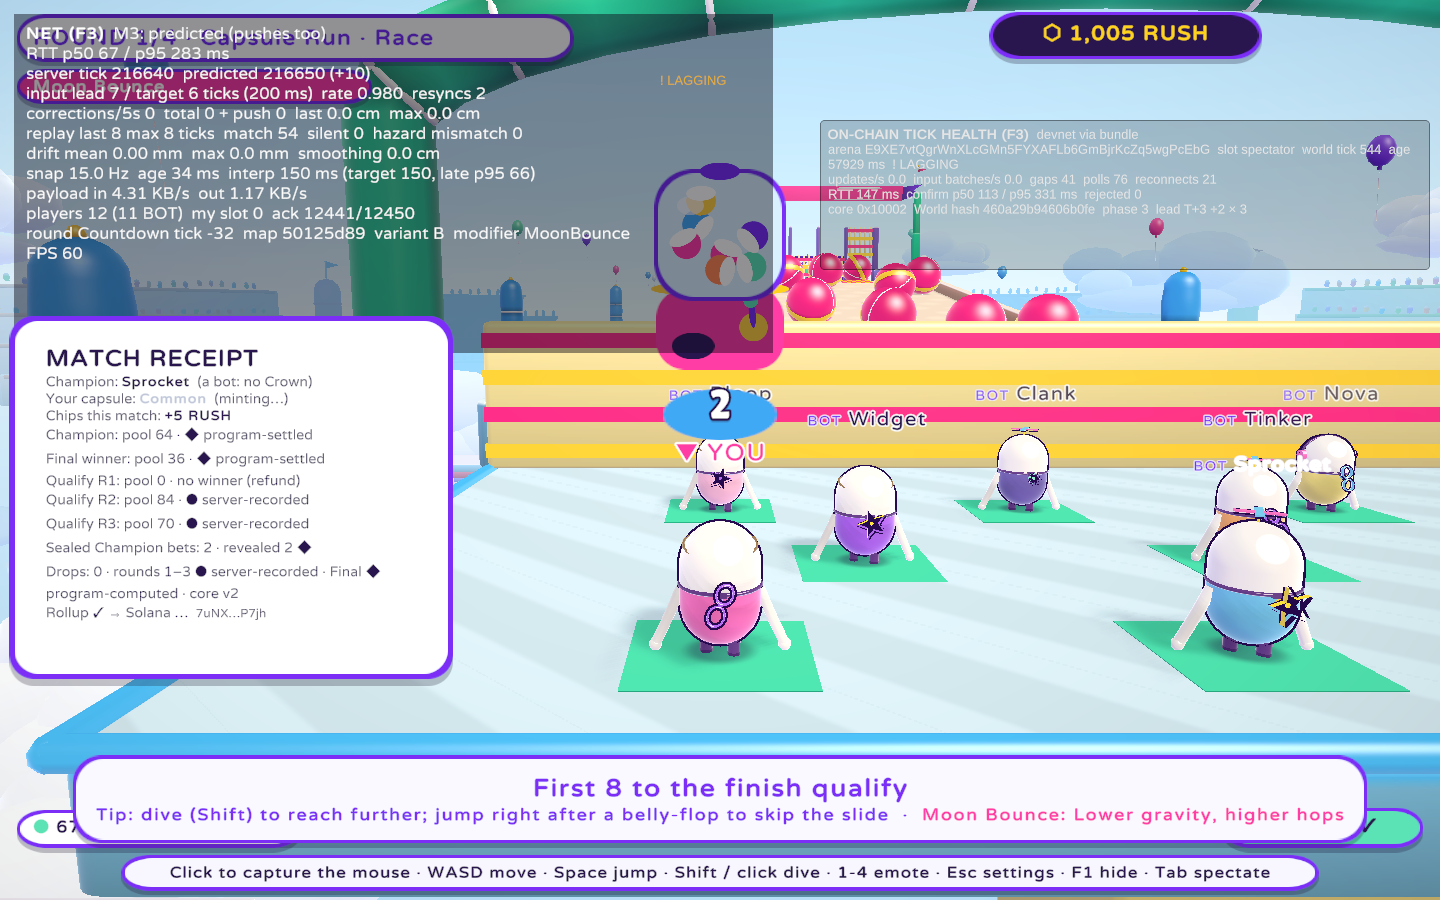 ROUND 1/4 · Capsule Run · Race
Moon Bounce
NET (F3) M3: predicted (pushes too)
RTT p50 67 / p95 283 ms
server tick 216640 predicted 216650 (+10)
input lead 7 / target 6 ticks (200 ms) rate 0.980 resyncs 2
corrections/5s 0 total 0 + push 0 last 0.0 cm max 0.0 cm
replay last 8 max 8 ticks match 54 silent 0 hazard mismatch 0
drift mean 0.00 mm max 0.0 mm smoothing 0.0 cm
snap 15.0 Hz age 34 ms interp 150 ms (target 150, late p95 66)
payload in 4.31 KB/s out 1.17 KB/s
players 12 (11 BOT) my slot 0 ack 12441/12450
round Countdown tick -32 map 50125d89 variant B modifier MoonBounce
FPS 60
! LAGGING
1,005 RUSH
ON-CHAIN TICK HEALTH (F3) devnet via bundle
arena E9XE7vtQgrWnXLcGMn5FYXAFLb6GmBjrKcZq5wgPcEbG slot spectator world tick 544 age
57929 ms ! LAGGING
updates/s 0.0 input batches/s 0.0 gaps 41 polls 76 reconnects 21
RTT 147 ms confirm p50 113 / p95 331 ms rejected 0
core 0x10002 World hash 460a29b94606b0fe phase 3 lead T+3 +2 × 3
MATCH RECEIPT
Champion: Sprocket (a bot: no Crown)
Your capsule: Common (minting...)
Chips this match: +5 RUSH
Champion: pool 64 · ◆ program-settled
Final winner: pool 36 · ◆ program-settled
Qualify R1: pool 0 · no winner (refund)
Qualify R2: pool 84 · ● server-recorded
Qualify R3: pool 70 · ● server-recorded
Sealed Champion bets: 2 · revealed 2 ◆
Drops: 0 · rounds 1–3 ● server-recorded · Final ◆
program-computed · core v2
Rollup ✓ → Solana ... 7uNX...P7jh
BOT
2
YOU
BOT Widget
BOT Clank
BOT Nova
BOT Tinker
BOT Sprocket
First 8 to the finish qualify
Tip: dive (Shift) to reach further; jump right after a belly-flop to skip the slide · Moon Bounce: Lower gravity, higher hops
67
✓
Click to capture the mouse · WASD move · Space jump · Shift / click dive · 1-4 emote · Esc settings · F1 hide · Tab spectate